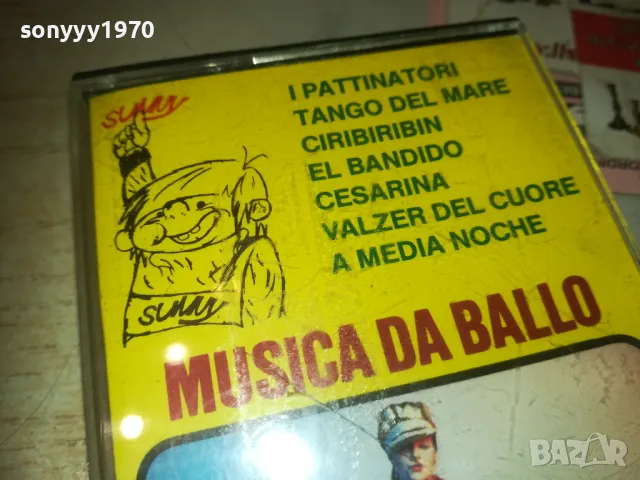 sonyyy1970
sunny
I PATTINATORI
TANGO DEL MARE
CIRIBIRIBIN
EL BANDIDO
CESARINA
VALZER DEL CUORE
A MEDIA NOCHE
sunny
MUSICA DA BALLO
BAZAR
bg